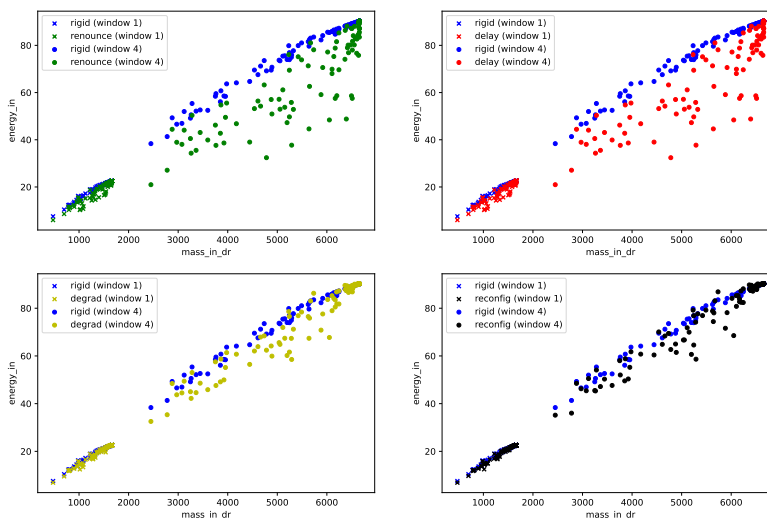 rigid (window 1)
renounce (window 1)
rigid (window 4)
renounce (window 4)
energy_in
80
60
40
20
1000 2000 3000 4000 5000 6000
mass_in_dr
rigid (window 1)
delay (window 1)
rigid (window 4)
delay (window 4)
energy_in
80
60
40
20
1000 2000 3000 4000 5000 6000
mass_in_dr
rigid (window 1)
degrad (window 1)
rigid (window 4)
degrad (window 4)
energy_in
80
60
40
20
1000 2000 3000 4000 5000 6000
mass_in_dr
rigid (window 1)
reconfig (window 1)
rigid (window 4)
reconfig (window 4)
energy_in
80
60
40
20
1000 2000 3000 4000 5000 6000
mass_in_dr